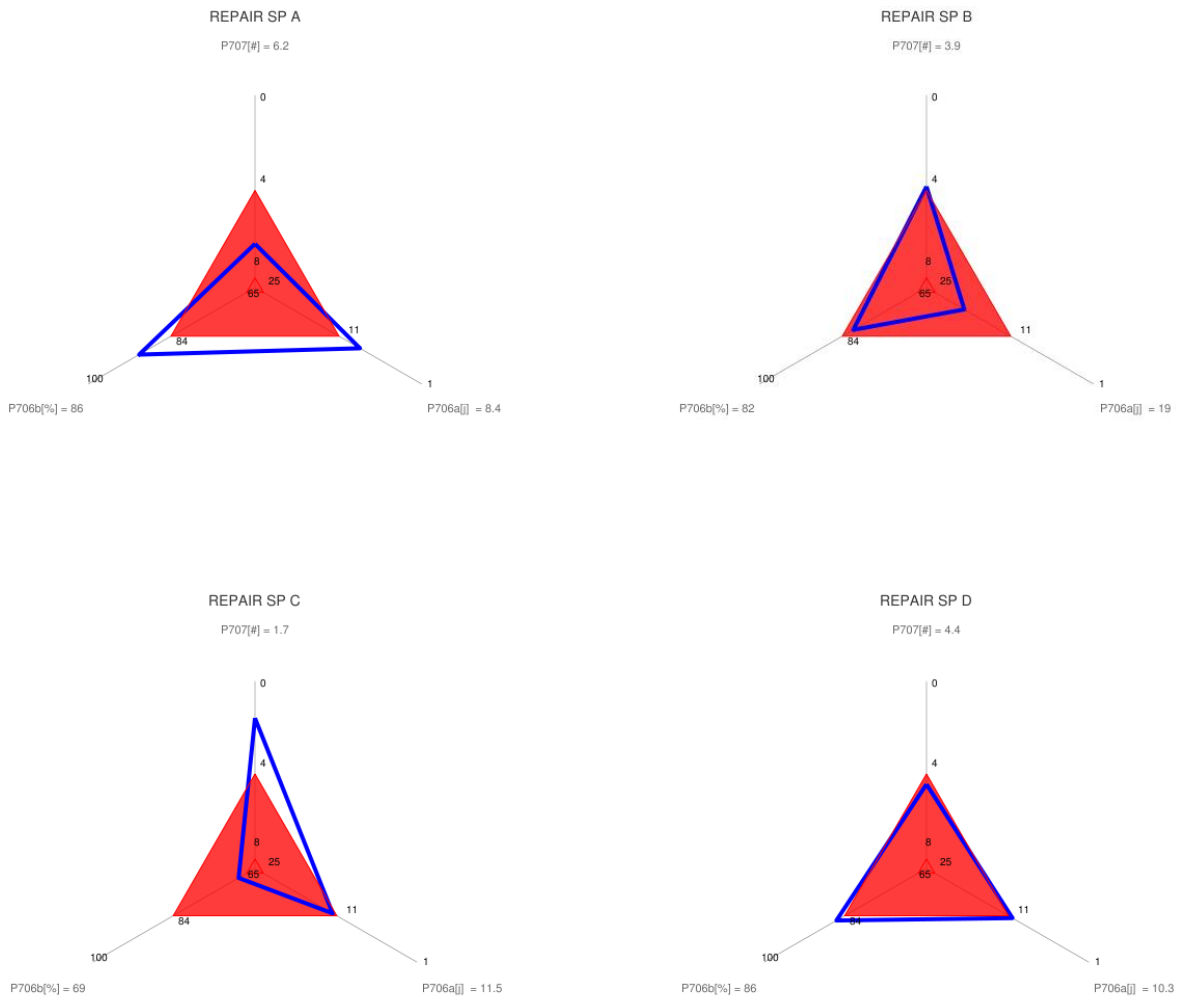 REPAIR SP A
P707[#] = 6.2
0
4
8
25
65
11
84
100
1
P706b[%] = 86
P706a[j] = 8.4
REPAIR SP B
P707[#] = 3.9
0
4
8
25
65
11
84
100
1
P706b[%] = 82
P706a[j] = 19
REPAIR SP C
P707[#] = 1.7
0
4
8
25
65
11
84
100
1
P706b[%] = 69
P706a[j] = 11.5
REPAIR SP D
P707[#] = 4.4
0
4
8
25
65
11
84
100
1
P706b[%] = 86
P706a[j] = 10.3